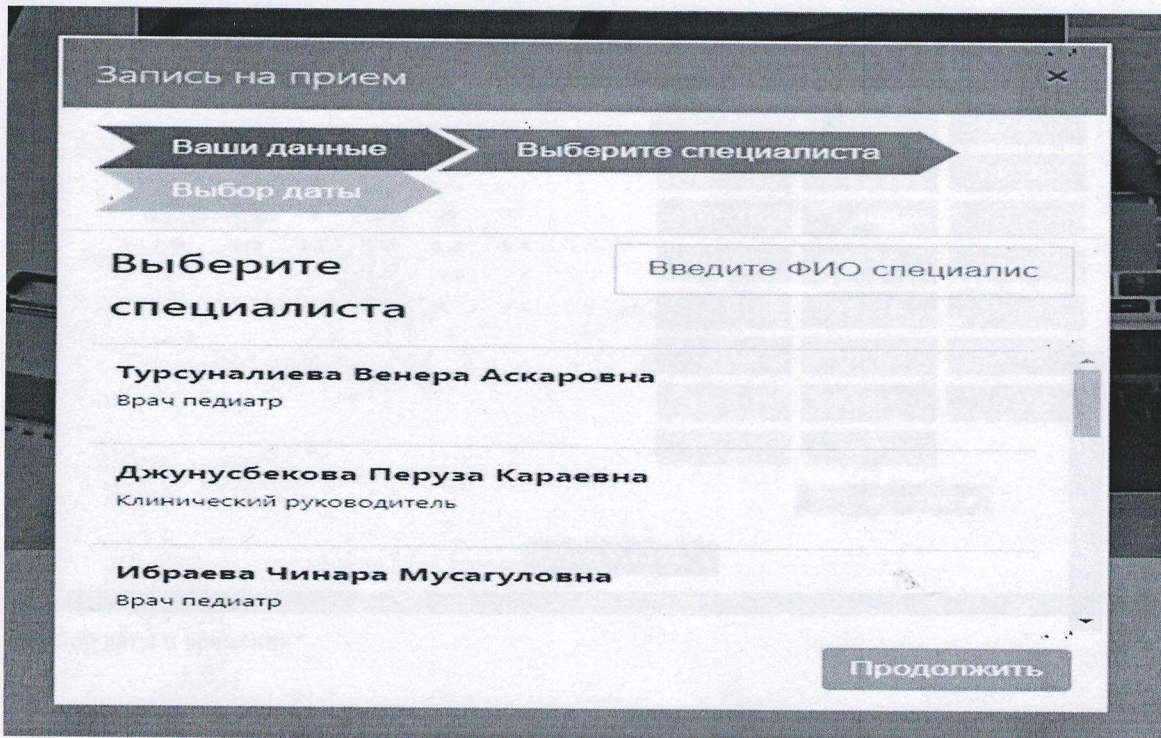 Запись на прием
×
Ваши данные
Выберите специалиста
Выбор даты
Выберите
специалиста
Введите ФИО специалис
Турсуналиева Венера Аскаровна
Врач педиатр
Джунусбекова Перуза Караевна
Клинический руководитель
Ибраева Чинара Мусагуловна
Врач педиатр
Продолжить